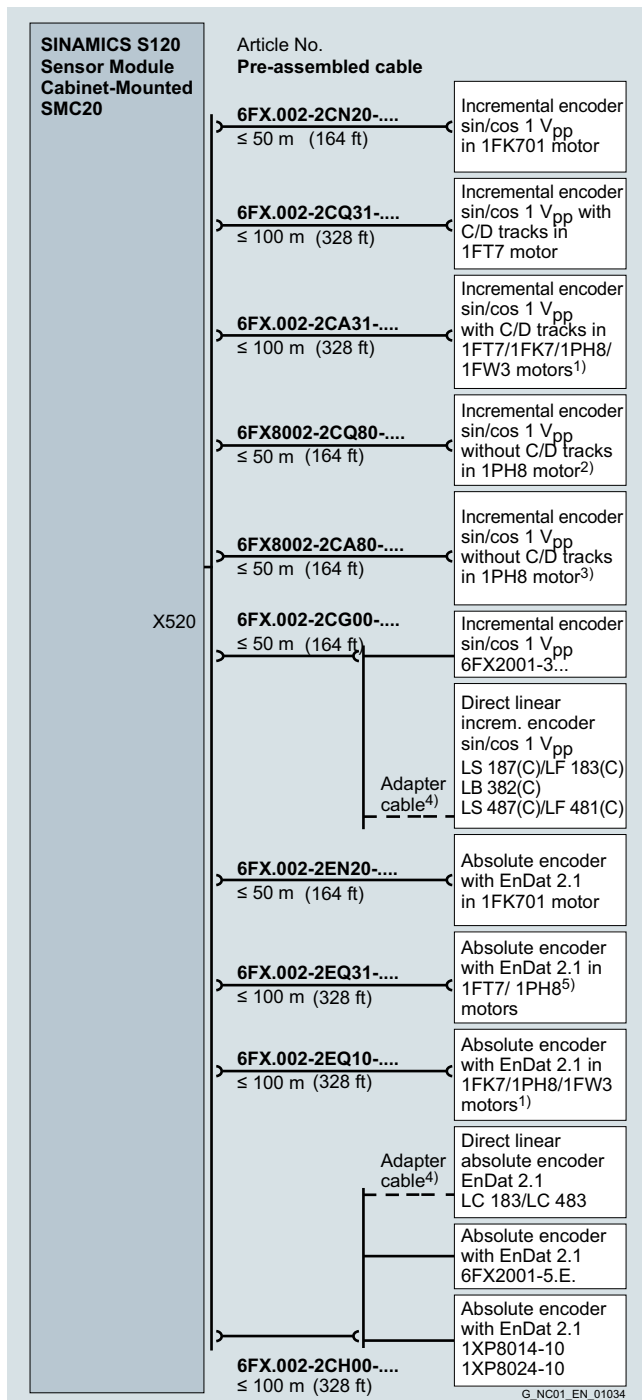 SINAMICS S120
Sensor Module
Cabinet-Mounted
SMC20
Article No.
Pre-assembled cable
6FX.002-2CN20-....
≤ 50 m (164 ft)
Incremental encoder
sin/cos 1 Vpp
in 1FK701 motor
6FX.002-2CQ31-....
≤ 100 m (328 ft)
Incremental encoder
sin/cos 1 Vpp with
C/D tracks in
1FT7 motor
6FX.002-2CA31-....
≤ 100 m (328 ft)
Incremental encoder
sin/cos 1 Vpp
with C/D tracks in
1FT7/1FK7/1PH8/
1FW3 motors1)
6FX8002-2CQ80-....
≤ 50 m (164 ft)
Incremental encoder
sin/cos 1 Vpp
without C/D tracks
in 1PH8 motor2)
6FX8002-2CA80-....
≤ 50 m (164 ft)
Incremental encoder
sin/cos 1 Vpp
without C/D tracks
in 1PH8 motor3)
X520
6FX.002-2CG00-....
≤ 50 m (164 ft)
Incremental encoder
sin/cos 1 Vpp
6FX2001-3...
Adapter
cable4)
Direct linear
increm. encoder
sin/cos 1 Vpp
LS 187(C)/LF 183(C)
LB 382(C)
LS 487(C)/LF 481(C)
6FX.002-2EN20-....
≤ 50 m (164 ft)
Absolute encoder
with EnDat 2.1
in 1FK701 motor
6FX.002-2EQ31-....
≤ 100 m (328 ft)
Absolute encoder
with EnDat 2.1 in
1FT7/ 1PH85)
motors
6FX.002-2EQ10-....
≤ 100 m (328 ft)
Absolute encoder
with EnDat 2.1 in
1FK7/1PH8/1FW3
motors1)
Adapter
cable4)
Direct linear
absolute encoder
EnDat 2.1
LC 183/LC 483
Absolute encoder
with EnDat 2.1
6FX2001-5.E.
Absolute encoder
with EnDat 2.1
1XP8014-10
1XP8024-10
6FX.002-2CH00-....
≤ 100 m (328 ft)
G_NC01_EN_01034